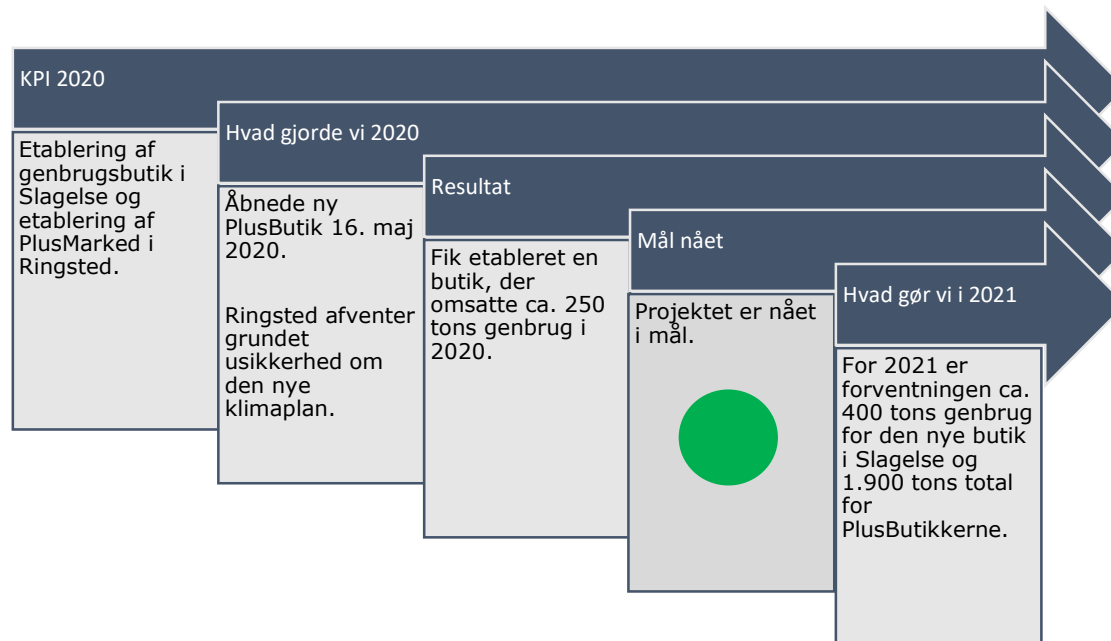 KPI 2020
Etablering af
genbrugsbutik i
Slagelse og
etablering af
PlusMarked i
Ringsted.
Hvad gjorde vi 2020
Åbnede ny
PlusButik 16. maj
2020.
Ringsted afventer
grundet
usikkerhed om
den nye
klimaplan.
Resultat
Fik etableret en
butik, der
omsatte ca. 250
tons genbrug i
2020.
Mål nået
Projektet er nået
i mål.
Hvad gør vi i 2021
For 2021 er
forventningen ca.
400 tons genbrug
for den nye butik
i Slagelse og
1.900 tons total
for
PlusButikkerne.